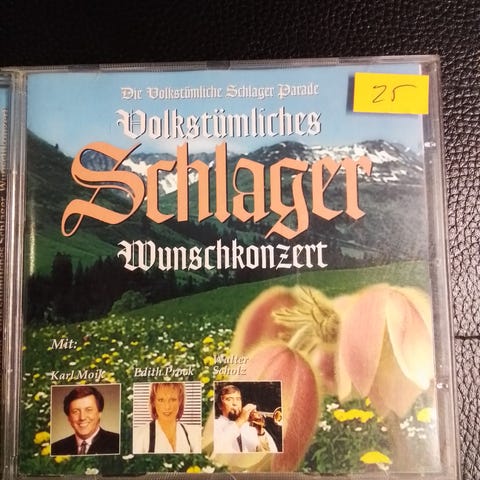 Die Volkstümliche Schlager Parade
25
Volkstümliches
Schlager
Wunschkonzert
Mit:
Karl Moik
Edith Prock
Walter
Scholz